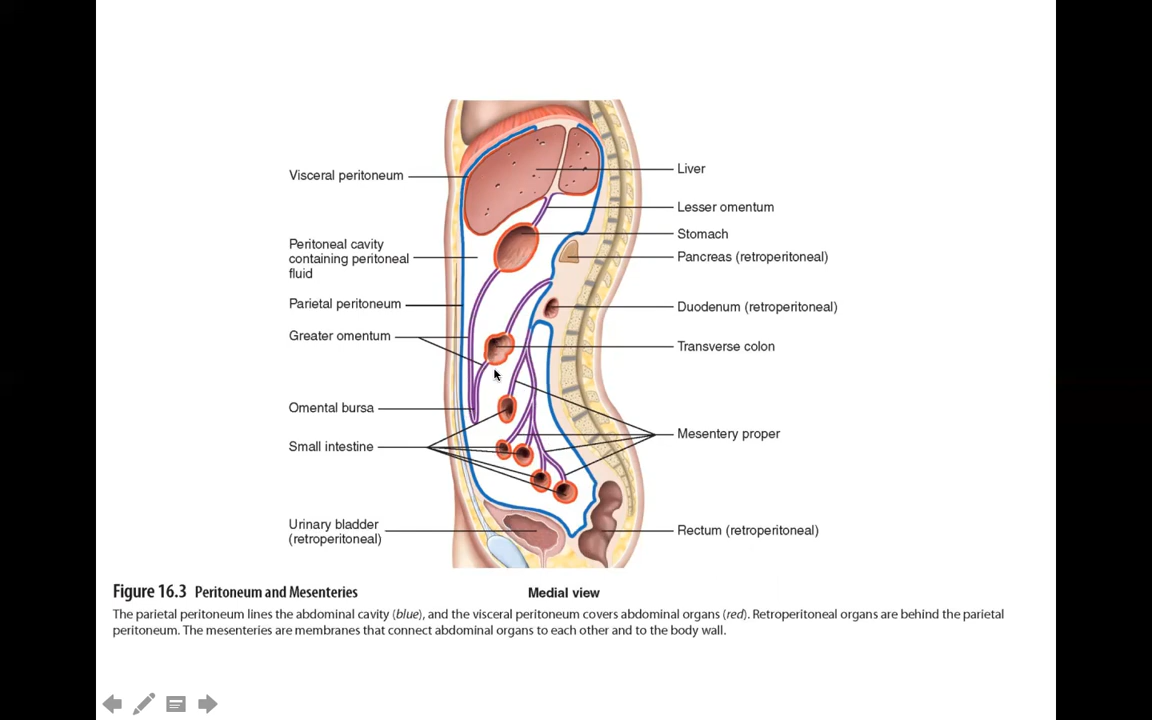 Visceral peritoneum
Peritoneal cavity
containing peritoneal
fluid
Parietal peritoneum
Greater omentum
Omental bursa
Small intestine
Urinary bladder
(retroperitoneal)
Liver
Lesser omentum
Stomach
Pancreas (retroperitoneal)
Duodenum (retroperitoneal)
Transverse colon
Mesentery proper
Rectum (retroperitoneal)
Figure 16.3 Peritoneum and Mesenteries
Medial view
The parietal peritoneum lines the abdominal cavity (blue), and the visceral peritoneum covers abdominal organs (red). Retroperitoneal organs are behind the parietal
peritoneum. The mesenteries are membranes that connect abdominal organs to each other and to the body wall.